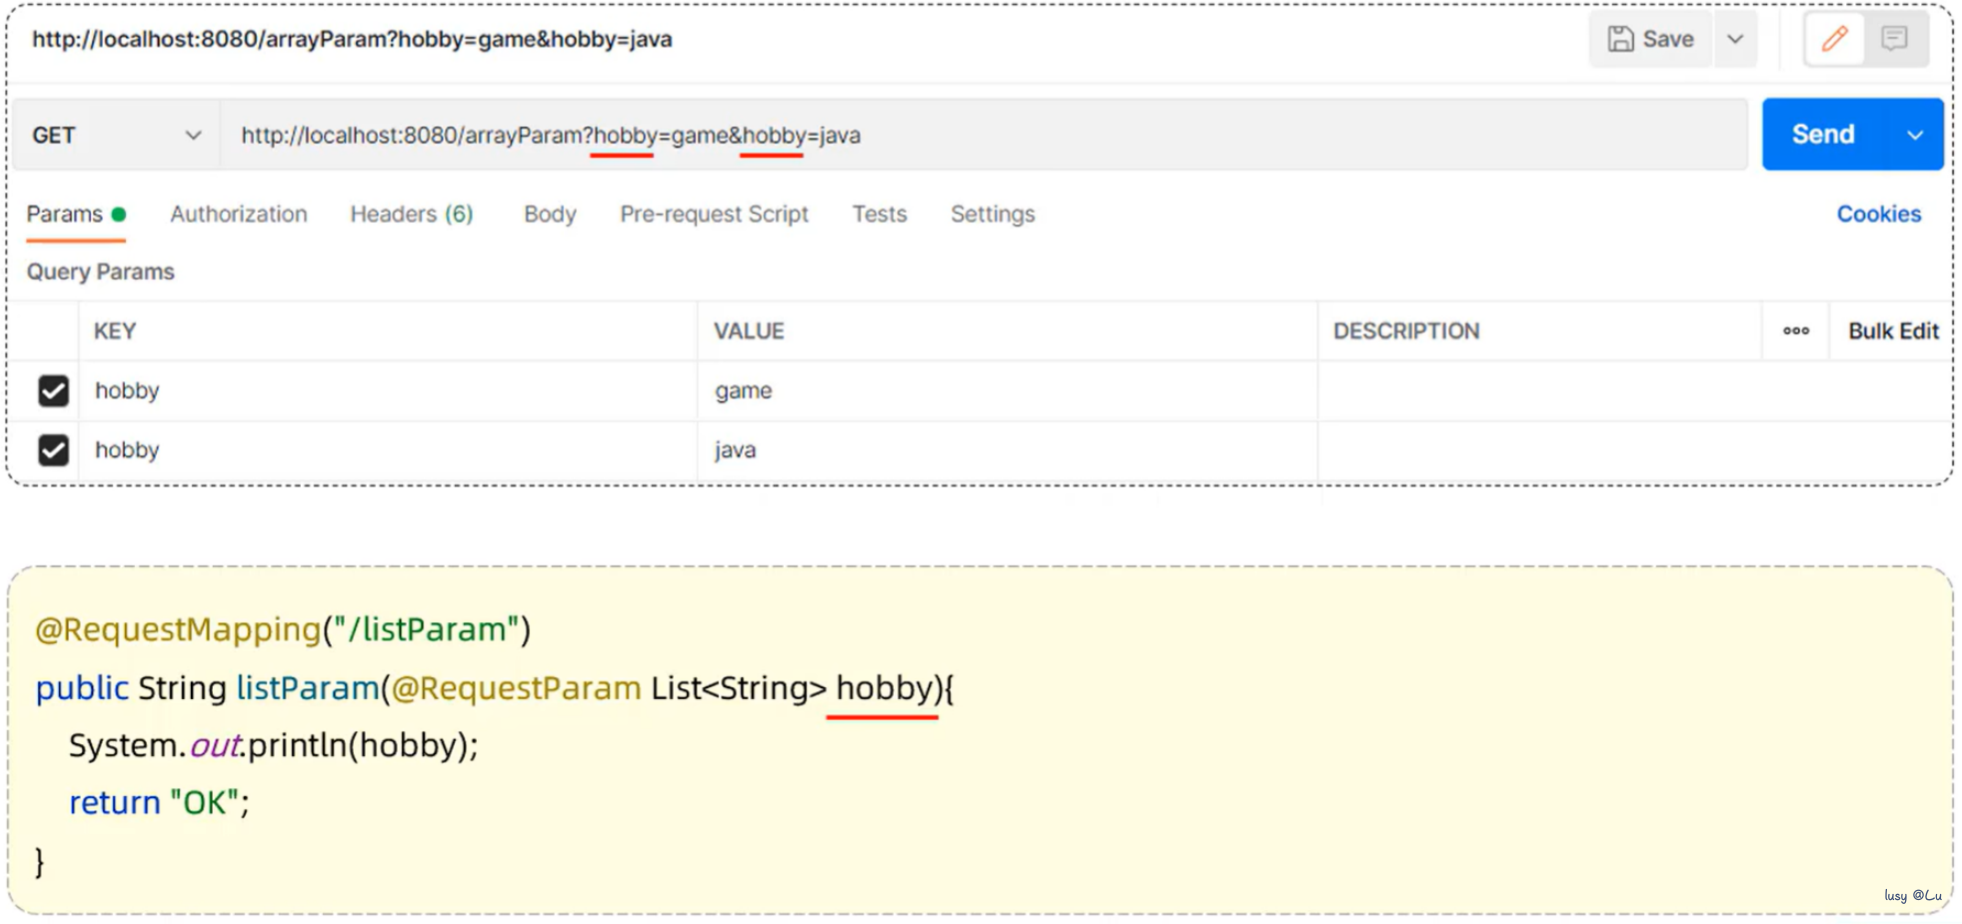 http://localhost:8080/arrayParam?hobby=game&hobby=java
Save
GET
http://localhost:8080/arrayParam?hobby=game&hobby=java
Send
Params Authorization Headers (6) Body Pre-request Script Tests Settings Cookies
Query Params
KEY VALUE DESCRIPTION ooo Bulk Edit
hobby game
hobby java
@RequestMapping("/listParam")
public String listParam(@RequestParam List<String> hobby){
System.out.println(hobby);
return "OK";
}
lusy @Lu